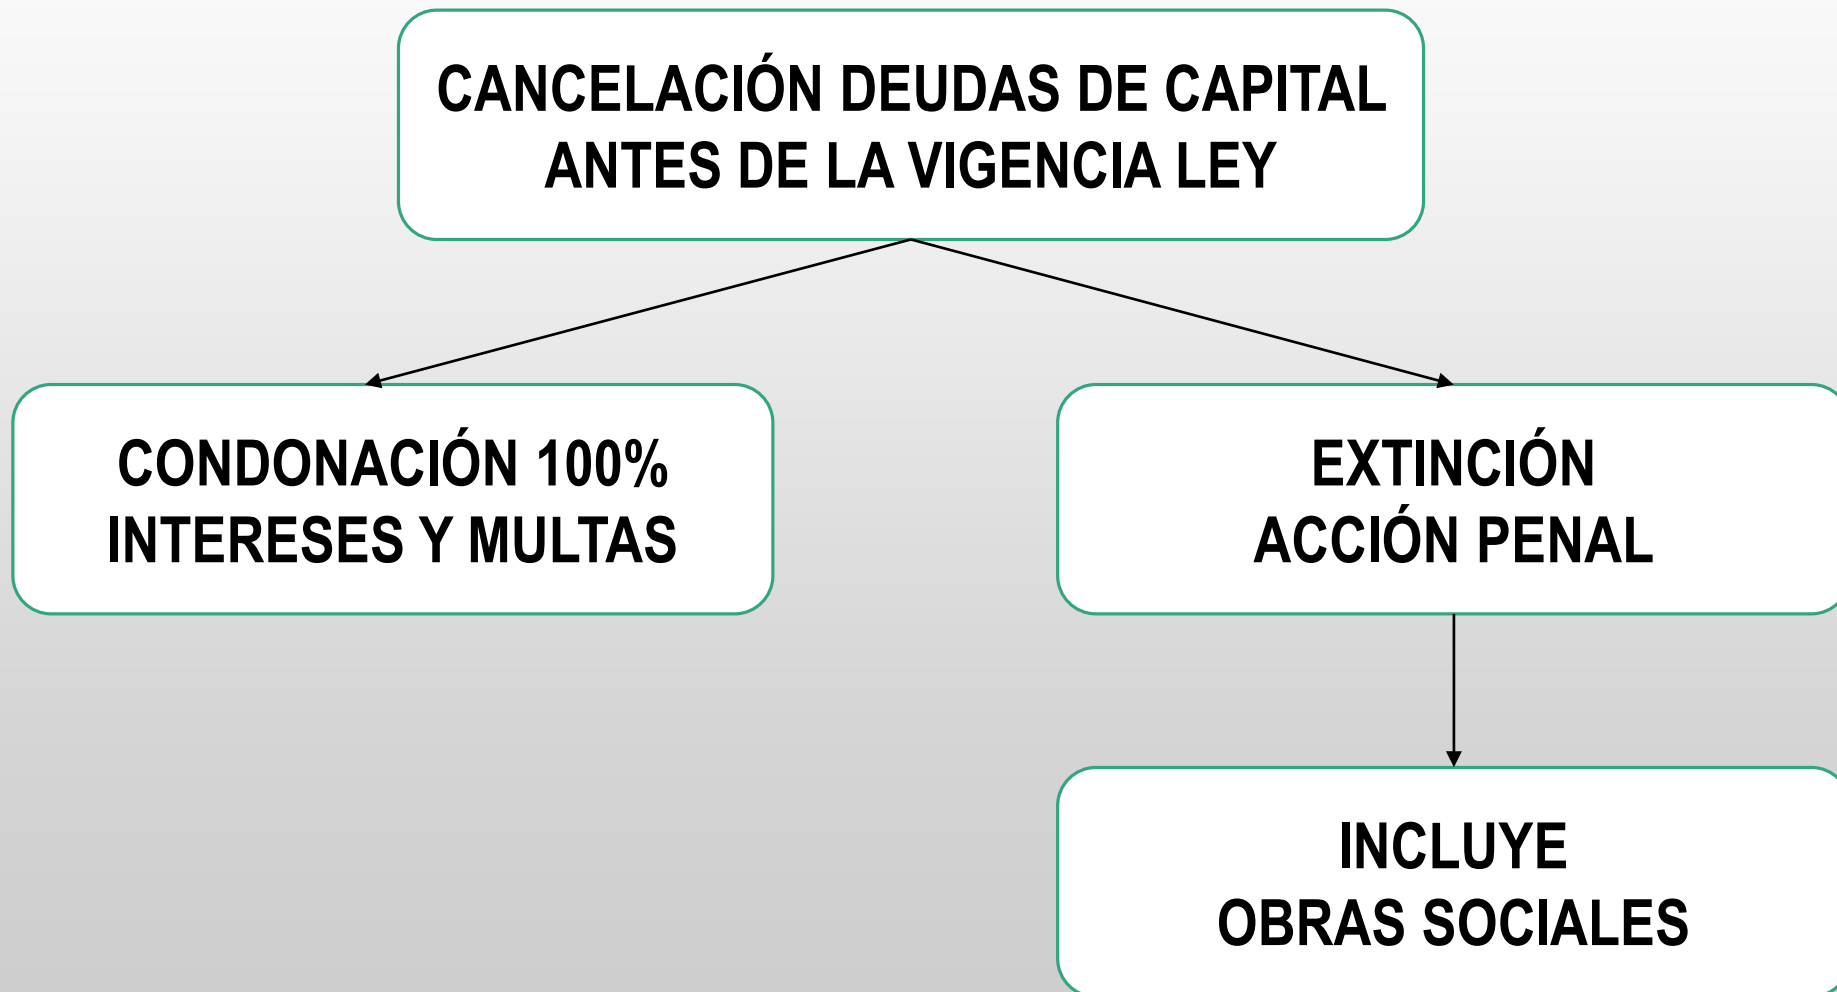 CANCELACIÓN DEUDAS DE CAPITAL
ANTES DE LA VIGENCIA LEY
CONDONACIÓN 100%
INTERESES Y MULTAS
EXTINCIÓN
ACCIÓN PENAL
INCLUYE
OBRAS SOCIALES